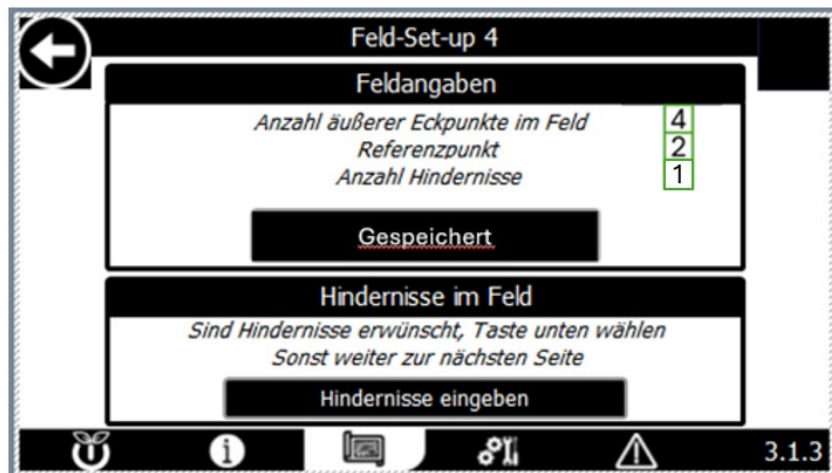 Feld-Set-up 4
Feldangaben
Anzahl äußerer Eckpunkte im Feld 4
Referenzpunkt 2
Anzahl Hindernisse 1
Gespeichert
Hindernisse im Feld
Sind Hindernisse erwünscht, Taste unten wählen
Sonst weiter zur nächsten Seite
Hindernisse eingeben
3.1.3